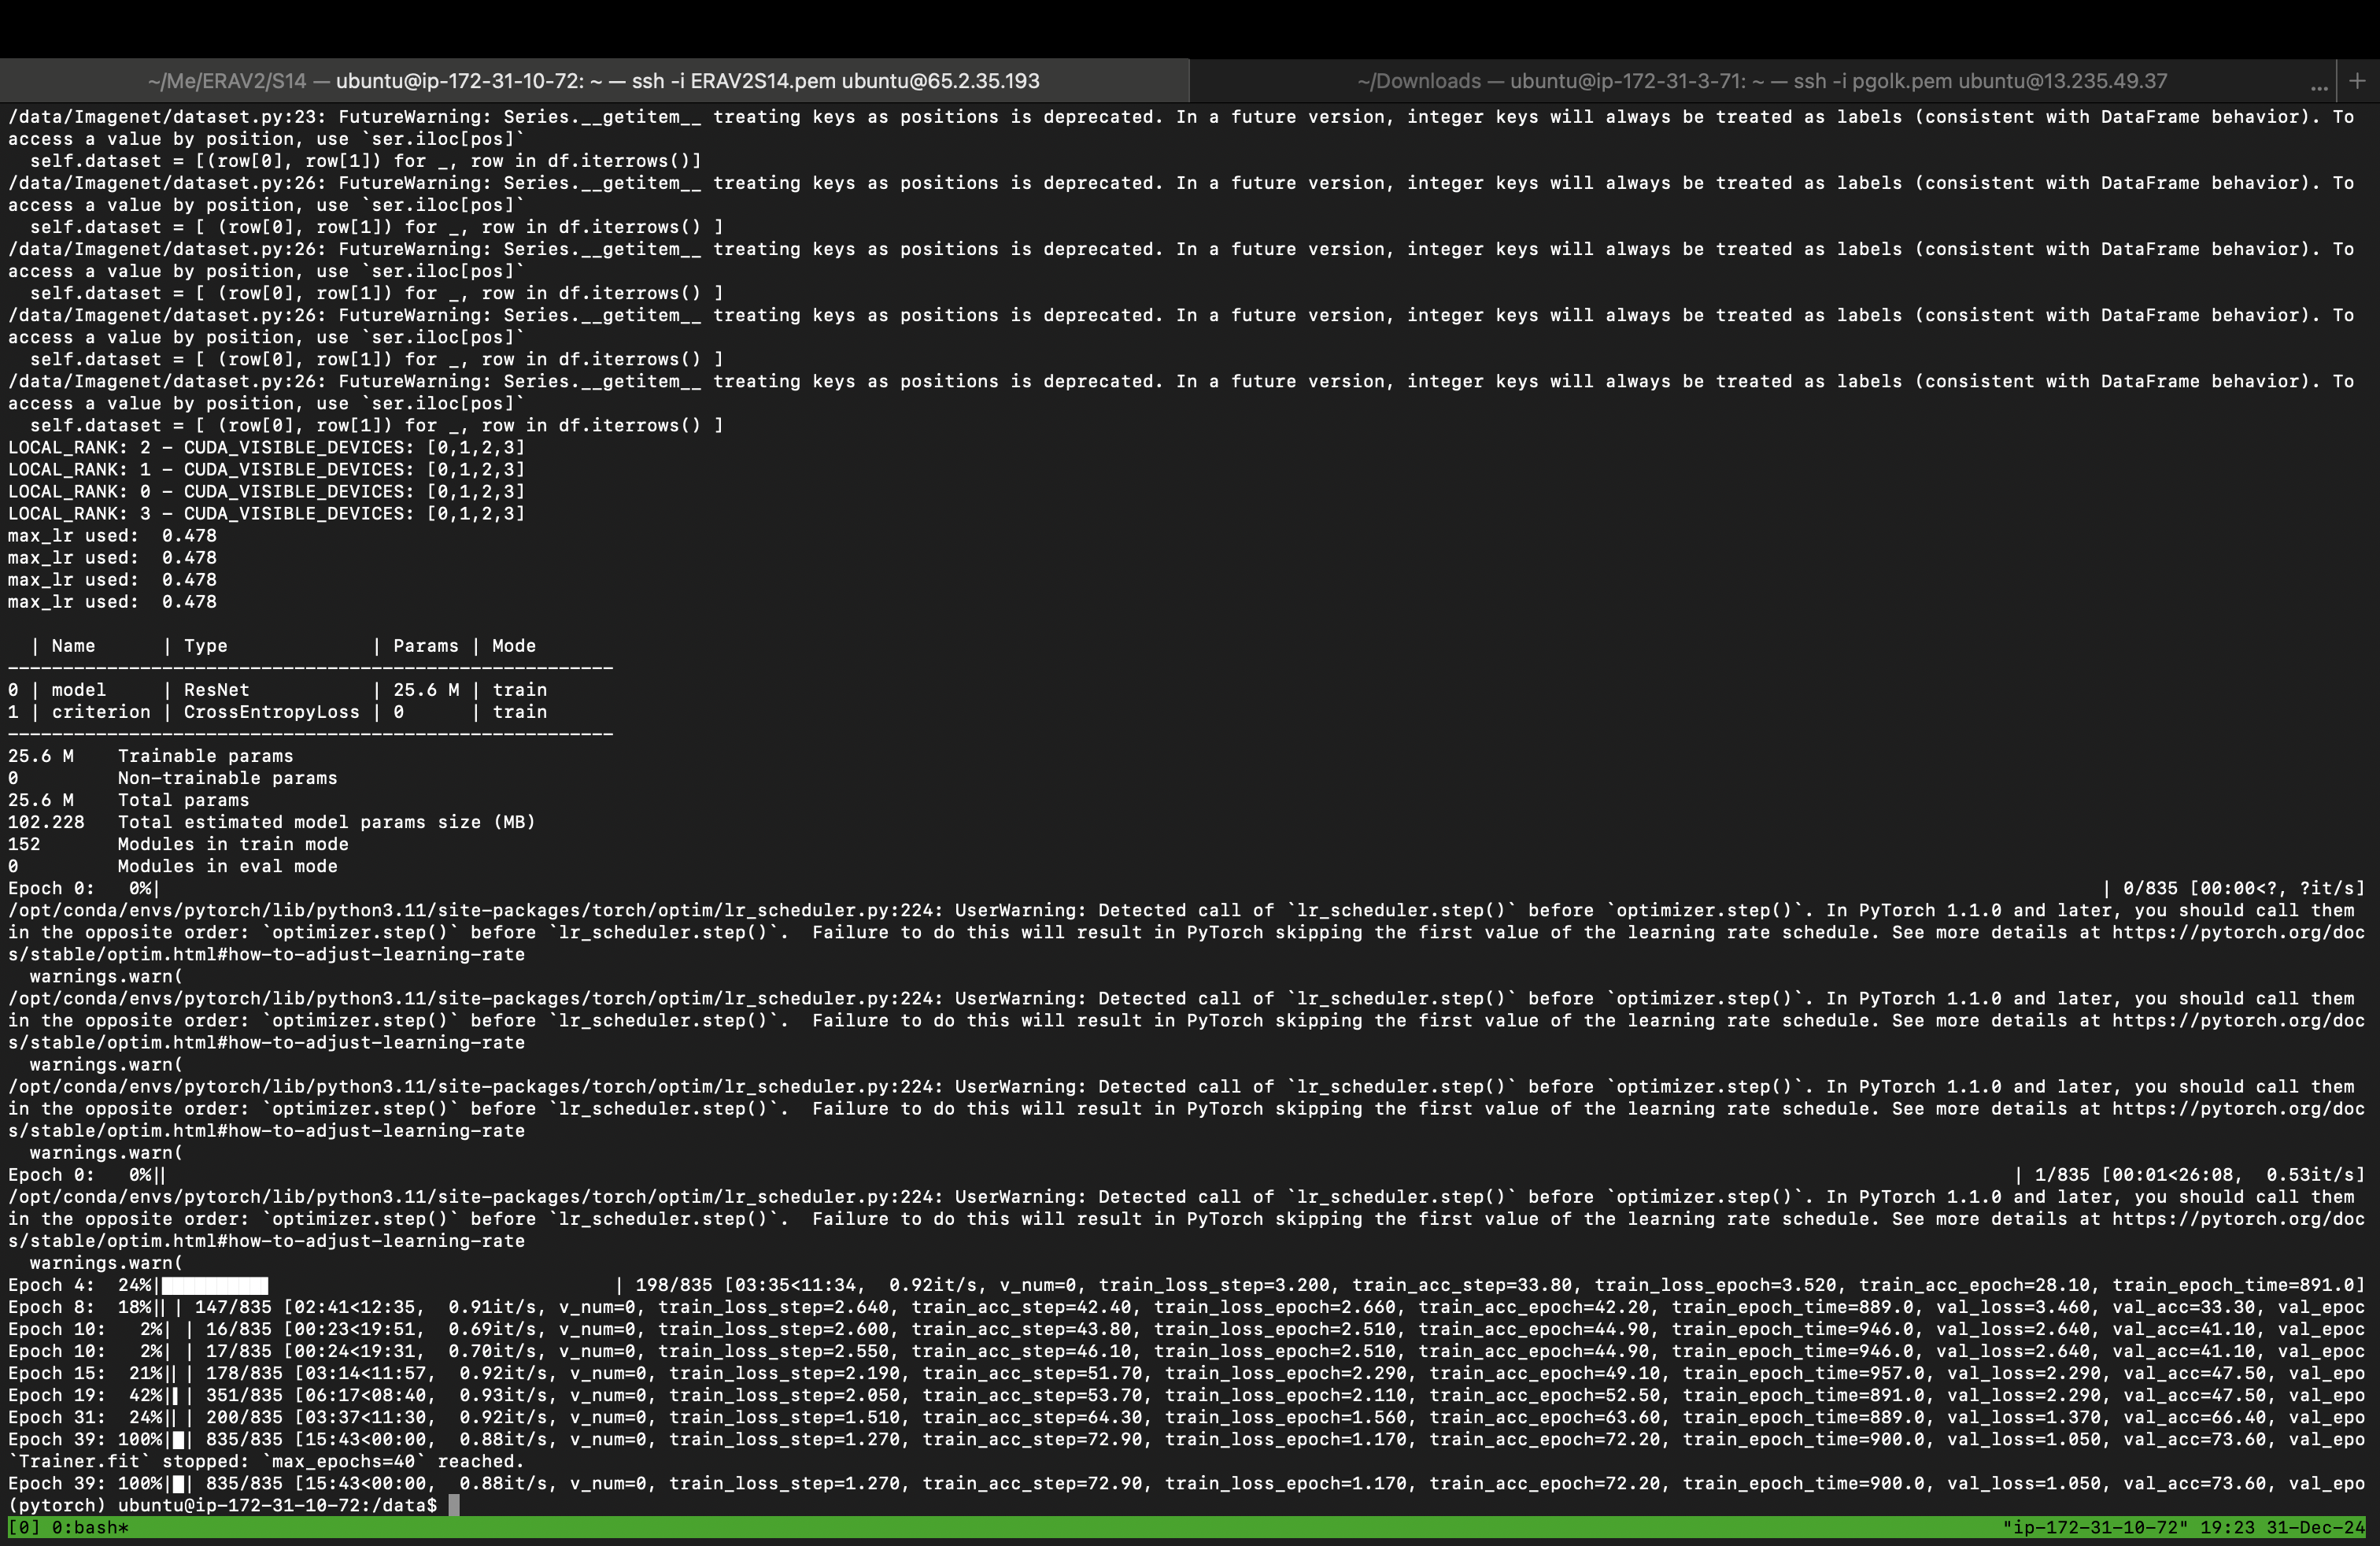 ~/Me/ERAV2/S14 — ubuntu@ip-172-31-10-72: ~ — ssh -i ERAV2S14.pem ubuntu@65.2.35.193
~/Downloads — ubuntu@ip-172-31-3-71: ~ — ssh -i pgolk.pem ubuntu@13.235.49.37 ... +
/data/Imagenet/dataset.py:23: FutureWarning: Series.__getitem__ treating keys as positions is deprecated. In a future version, integer keys will always be treated as labels (consistent with DataFrame behavior). To
access a value by position, use `ser.iloc[pos]`
  self.dataset = [(row[0], row[1]) for _, row in df.iterrows()]
/data/Imagenet/dataset.py:26: FutureWarning: Series.__getitem__ treating keys as positions is deprecated. In a future version, integer keys will always be treated as labels (consistent with DataFrame behavior). To
access a value by position, use `ser.iloc[pos]`
  self.dataset = [ (row[0], row[1]) for _, row in df.iterrows() ]
/data/Imagenet/dataset.py:26: FutureWarning: Series.__getitem__ treating keys as positions is deprecated. In a future version, integer keys will always be treated as labels (consistent with DataFrame behavior). To
access a value by position, use `ser.iloc[pos]`
  self.dataset = [ (row[0], row[1]) for _, row in df.iterrows() ]
/data/Imagenet/dataset.py:26: FutureWarning: Series.__getitem__ treating keys as positions is deprecated. In a future version, integer keys will always be treated as labels (consistent with DataFrame behavior). To
access a value by position, use `ser.iloc[pos]`
  self.dataset = [ (row[0], row[1]) for _, row in df.iterrows() ]
/data/Imagenet/dataset.py:26: FutureWarning: Series.__getitem__ treating keys as positions is deprecated. In a future version, integer keys will always be treated as labels (consistent with DataFrame behavior). To
access a value by position, use `ser.iloc[pos]`
  self.dataset = [ (row[0], row[1]) for _, row in df.iterrows() ]
LOCAL_RANK: 2 - CUDA_VISIBLE_DEVICES: [0,1,2,3]
LOCAL_RANK: 1 - CUDA_VISIBLE_DEVICES: [0,1,2,3]
LOCAL_RANK: 0 - CUDA_VISIBLE_DEVICES: [0,1,2,3]
LOCAL_RANK: 3 - CUDA_VISIBLE_DEVICES: [0,1,2,3]
max_lr used:  0.478
max_lr used:  0.478
max_lr used:  0.478
max_lr used:  0.478
  | Name      | Type             | Params | Mode
-------------------------------------------------------
0 | model     | ResNet           | 25.6 M | train
1 | criterion | CrossEntropyLoss | 0      | train
-------------------------------------------------------
25.6 M    Trainable params
0         Non-trainable params
25.6 M    Total params
102.228   Total estimated model params size (MB)
152       Modules in train mode
0         Modules in eval mode
Epoch 0:   0%| | 0/835 [00:00<?, ?it/s]
/opt/conda/envs/pytorch/lib/python3.11/site-packages/torch/optim/lr_scheduler.py:224: UserWarning: Detected call of `lr_scheduler.step()` before `optimizer.step()`. In PyTorch 1.1.0 and later, you should call them
in the opposite order: `optimizer.step()` before `lr_scheduler.step()`.  Failure to do this will result in PyTorch skipping the first value of the learning rate schedule. See more details at https://pytorch.org/doc
s/stable/optim.html#how-to-adjust-learning-rate
  warnings.warn(
/opt/conda/envs/pytorch/lib/python3.11/site-packages/torch/optim/lr_scheduler.py:224: UserWarning: Detected call of `lr_scheduler.step()` before `optimizer.step()`. In PyTorch 1.1.0 and later, you should call them
in the opposite order: `optimizer.step()` before `lr_scheduler.step()`.  Failure to do this will result in PyTorch skipping the first value of the learning rate schedule. See more details at https://pytorch.org/doc
s/stable/optim.html#how-to-adjust-learning-rate
  warnings.warn(
/opt/conda/envs/pytorch/lib/python3.11/site-packages/torch/optim/lr_scheduler.py:224: UserWarning: Detected call of `lr_scheduler.step()` before `optimizer.step()`. In PyTorch 1.1.0 and later, you should call them
in the opposite order: `optimizer.step()` before `lr_scheduler.step()`.  Failure to do this will result in PyTorch skipping the first value of the learning rate schedule. See more details at https://pytorch.org/doc
s/stable/optim.html#how-to-adjust-learning-rate
  warnings.warn(
Epoch 0:   0%|| | 1/835 [00:01<26:08,  0.53it/s]
/opt/conda/envs/pytorch/lib/python3.11/site-packages/torch/optim/lr_scheduler.py:224: UserWarning: Detected call of `lr_scheduler.step()` before `optimizer.step()`. In PyTorch 1.1.0 and later, you should call them
in the opposite order: `optimizer.step()` before `lr_scheduler.step()`.  Failure to do this will result in PyTorch skipping the first value of the learning rate schedule. See more details at https://pytorch.org/doc
s/stable/optim.html#how-to-adjust-learning-rate
  warnings.warn(
Epoch 4:  24%|██████████ | 198/835 [03:35<11:34,  0.92it/s, v_num=0, train_loss_step=3.200, train_acc_step=33.80, train_loss_epoch=3.520, train_acc_epoch=28.10, train_epoch_time=891.0]
Epoch 8:  18%|| | 147/835 [02:41<12:35,  0.91it/s, v_num=0, train_loss_step=2.640, train_acc_step=42.40, train_loss_epoch=2.660, train_acc_epoch=42.20, train_epoch_time=889.0, val_loss=3.460, val_acc=33.30, val_epoc
Epoch 10:   2%| | 16/835 [00:23<19:51,  0.69it/s, v_num=0, train_loss_step=2.600, train_acc_step=43.80, train_loss_epoch=2.510, train_acc_epoch=44.90, train_epoch_time=946.0, val_loss=2.640, val_acc=41.10, val_epoc
Epoch 10:   2%| | 17/835 [00:24<19:31,  0.70it/s, v_num=0, train_loss_step=2.550, train_acc_step=46.10, train_loss_epoch=2.510, train_acc_epoch=44.90, train_epoch_time=946.0, val_loss=2.640, val_acc=41.10, val_epoc
Epoch 15:  21%|| | 178/835 [03:14<11:57,  0.92it/s, v_num=0, train_loss_step=2.190, train_acc_step=51.70, train_loss_epoch=2.290, train_acc_epoch=49.10, train_epoch_time=957.0, val_loss=2.290, val_acc=47.50, val_epo
Epoch 19:  42%|▌| 351/835 [06:17<08:40,  0.93it/s, v_num=0, train_loss_step=2.050, train_acc_step=53.70, train_loss_epoch=2.110, train_acc_epoch=52.50, train_epoch_time=891.0, val_loss=2.290, val_acc=47.50, val_epo
Epoch 31:  24%|| | 200/835 [03:37<11:30,  0.92it/s, v_num=0, train_loss_step=1.510, train_acc_step=64.30, train_loss_epoch=1.560, train_acc_epoch=63.60, train_epoch_time=889.0, val_loss=1.370, val_acc=66.40, val_epo
Epoch 39: 100%|█| 835/835 [15:43<00:00,  0.88it/s, v_num=0, train_loss_step=1.270, train_acc_step=72.90, train_loss_epoch=1.170, train_acc_epoch=72.20, train_epoch_time=900.0, val_loss=1.050, val_acc=73.60, val_epo
`Trainer.fit` stopped: `max_epochs=40` reached.
Epoch 39: 100%|█| 835/835 [15:43<00:00,  0.88it/s, v_num=0, train_loss_step=1.270, train_acc_step=72.90, train_loss_epoch=1.170, train_acc_epoch=72.20, train_epoch_time=900.0, val_loss=1.050, val_acc=73.60, val_epo
(pytorch) ubuntu@ip-172-31-10-72:/data$
[0] 0:bash* "ip-172-31-10-72" 19:23 31-Dec-24